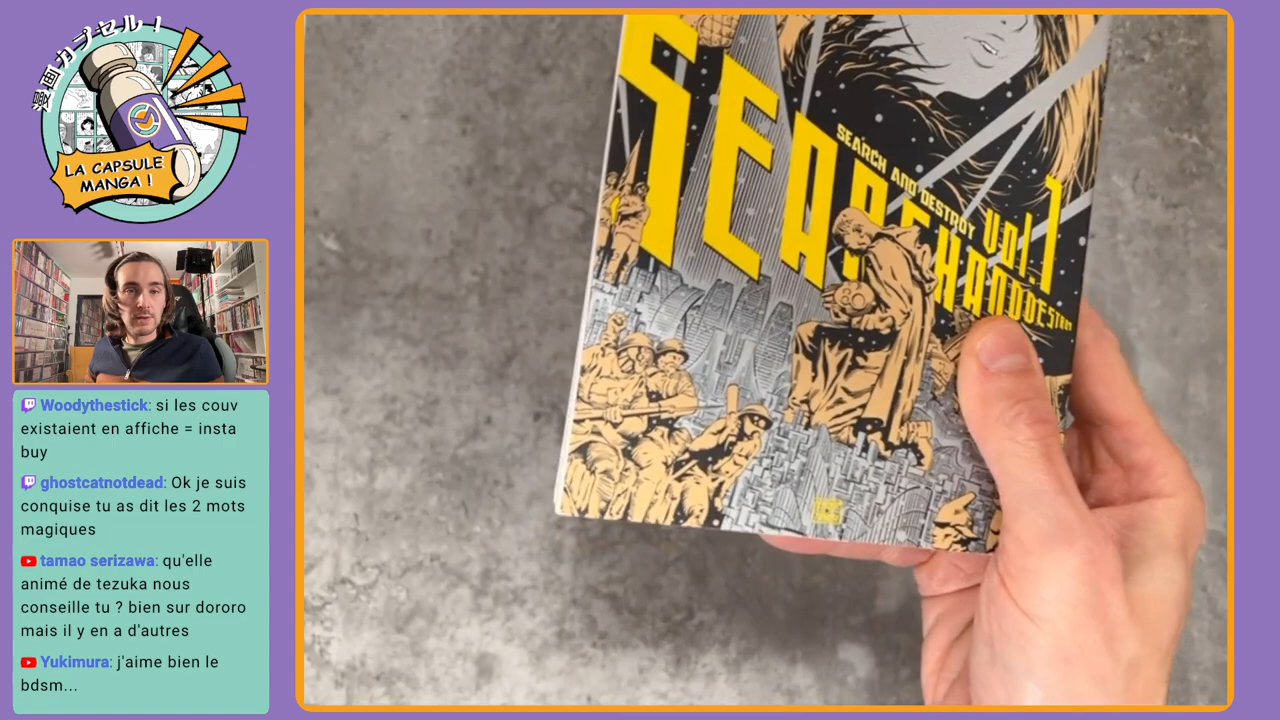 漫画カプセル！
LA CAPSULE
MANGA !
SEARCH AND DESTROY
vol 1
SEARCHANDDESTROY
Woodythestick: si les couv
existaient en affiche = insta
buy
ghostcatnotdead: Ok je suis
conquise tu as dit les 2 mots
magiques
tamao serizawa: qu'elle
animé de tezuka nous
conseille tu ? bien sur dororo
mais il y en a d'autres
Yukimura: j'aime bien le
bdsm...